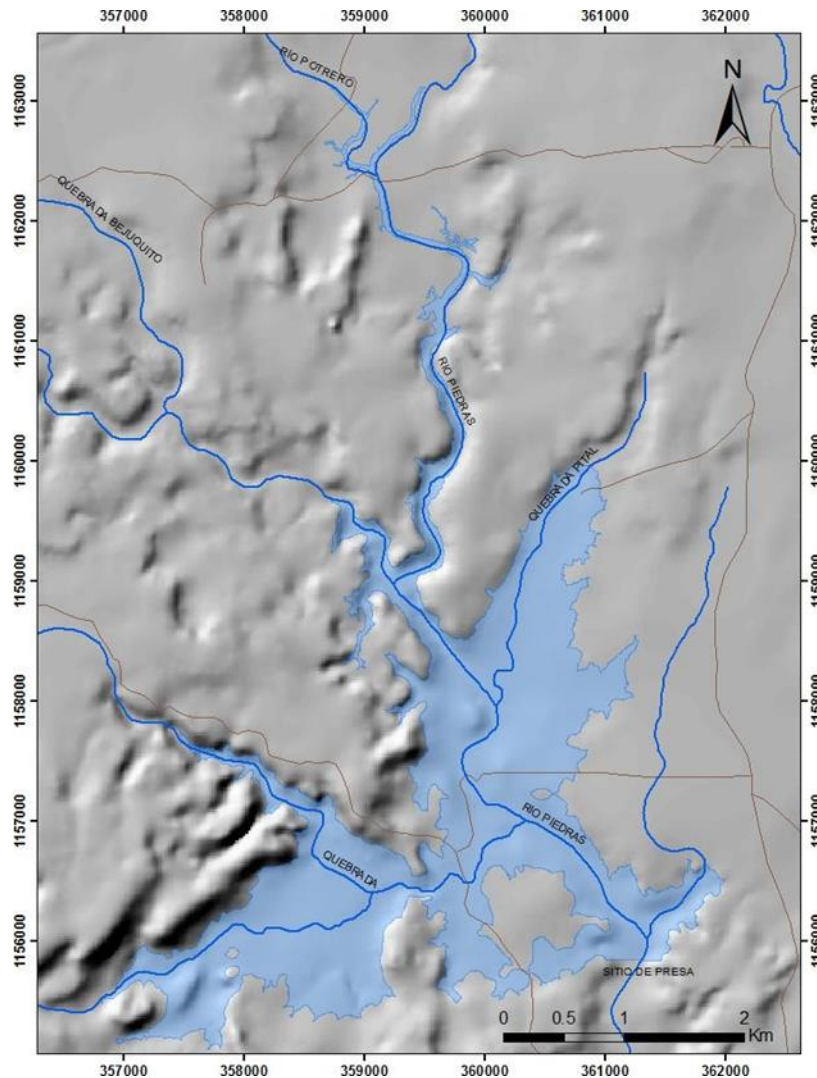 357000 358000 359000 360000 361000 362000
N
RIO POTRERO
1163000 1163000
QUEBRADA BEJUQUITO
1162000 1162000
1161000 1161000
RIO PIEDRAS
1160000 1160000
QUEBRADA PITAL
1159000 1159000
1158000 1158000
1157000 1157000
RIO PIEDRAS
QUEBRADA
1156000 1156000
SITIO DE PRESA
0 0.5 1 2
Km
357000 358000 359000 360000 361000 362000